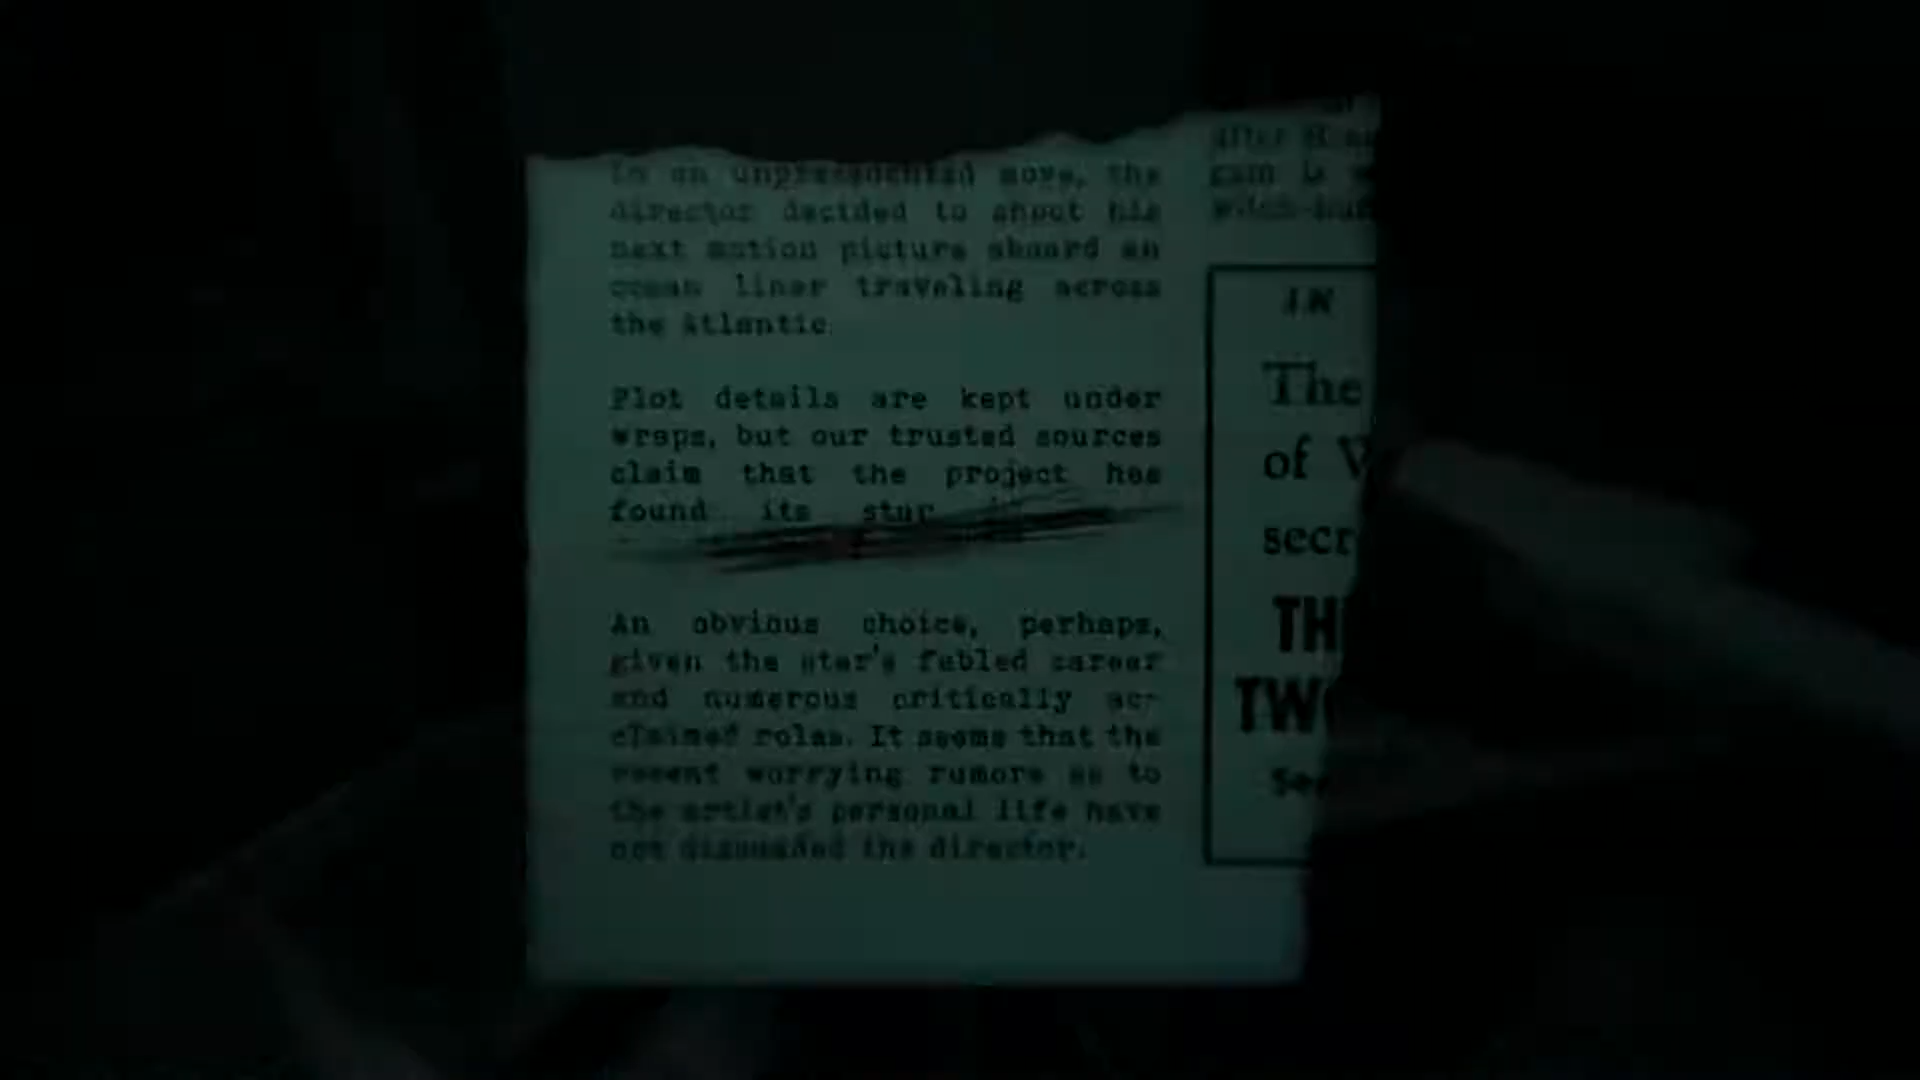 In an unprecedented move, the
director decided to shoot his
next motion picture aboard an
ocean liner traveling across
the Atlantic.
Plot details are kept under
wraps, but our trusted sources
claim that the project has
found its star in
An obvious choice, perhaps,
given the star's fabled career
and numerous critically ac-
claimed roles. It seems that the
recent worrying rumors as to
the artist's personal life have
not dissuaded the director.
after
The
of
secr
TH
TWO